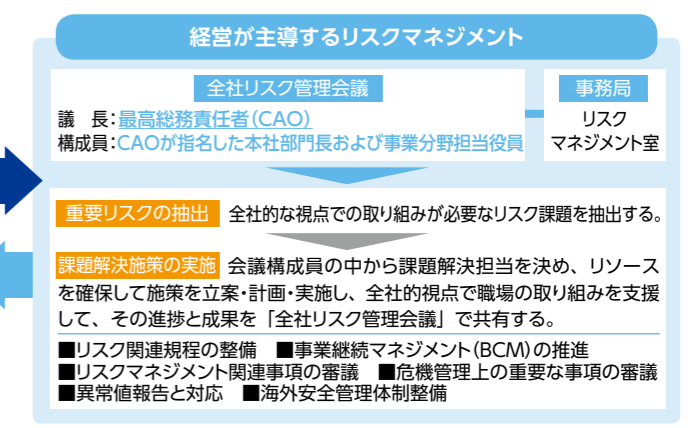 経営が主導するリスクマネジメント
全社リスク管理会議
議　長：最高総務責任者（CAO）
構成員：CAOが指名した本社部門長および事業分野担当役員
事務局
リスク
マネジメント室
重要リスクの抽出　全社的な視点での取り組みが必要なリスク課題を抽出する。
課題解決施策の実施　会議構成員の中から課題解決担当を決め、リソース
を確保して施策を立案・計画・実施し、全社的視点で職場の取り組みを支援
して、その進捗と成果を「全社リスク管理会議」で共有する。
■リスク関連規程の整備　■事業継続マネジメント（BCM）の推進
■リスクマネジメント関連事項の審議　■危機管理上の重要な事項の審議
■異常値報告と対応　■海外安全管理体制整備